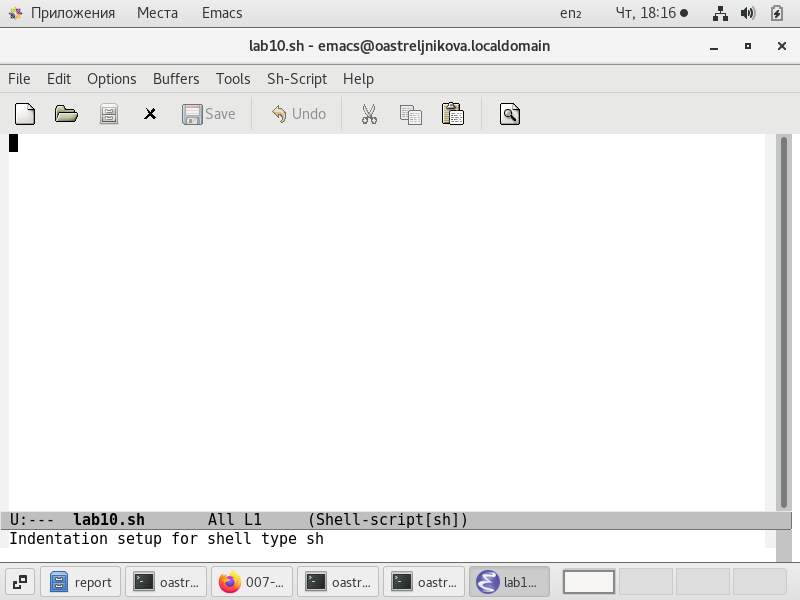 Приложения Места Emacs en₂ Чт, 18:16
lab10.sh - emacs@oastreljnikova.localdomain
File Edit Options Buffers Tools Sh-Script Help
Save Undo
U:--- lab10.sh All L1 (Shell-script[sh])
Indentation setup for shell type sh
report oastr... 007-... oastr... oastr... lab1...